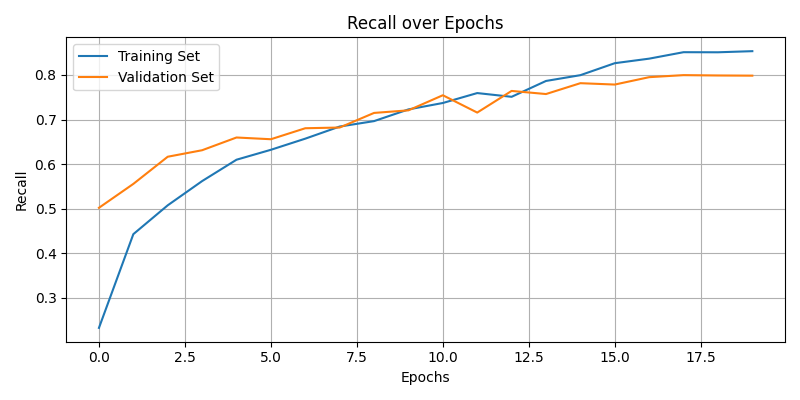 Recall over Epochs
Training Set
Validation Set
Recall
0.8
0.7
0.6
0.5
0.4
0.3
0.0 2.5 5.0 7.5 10.0 12.5 15.0 17.5
Epochs